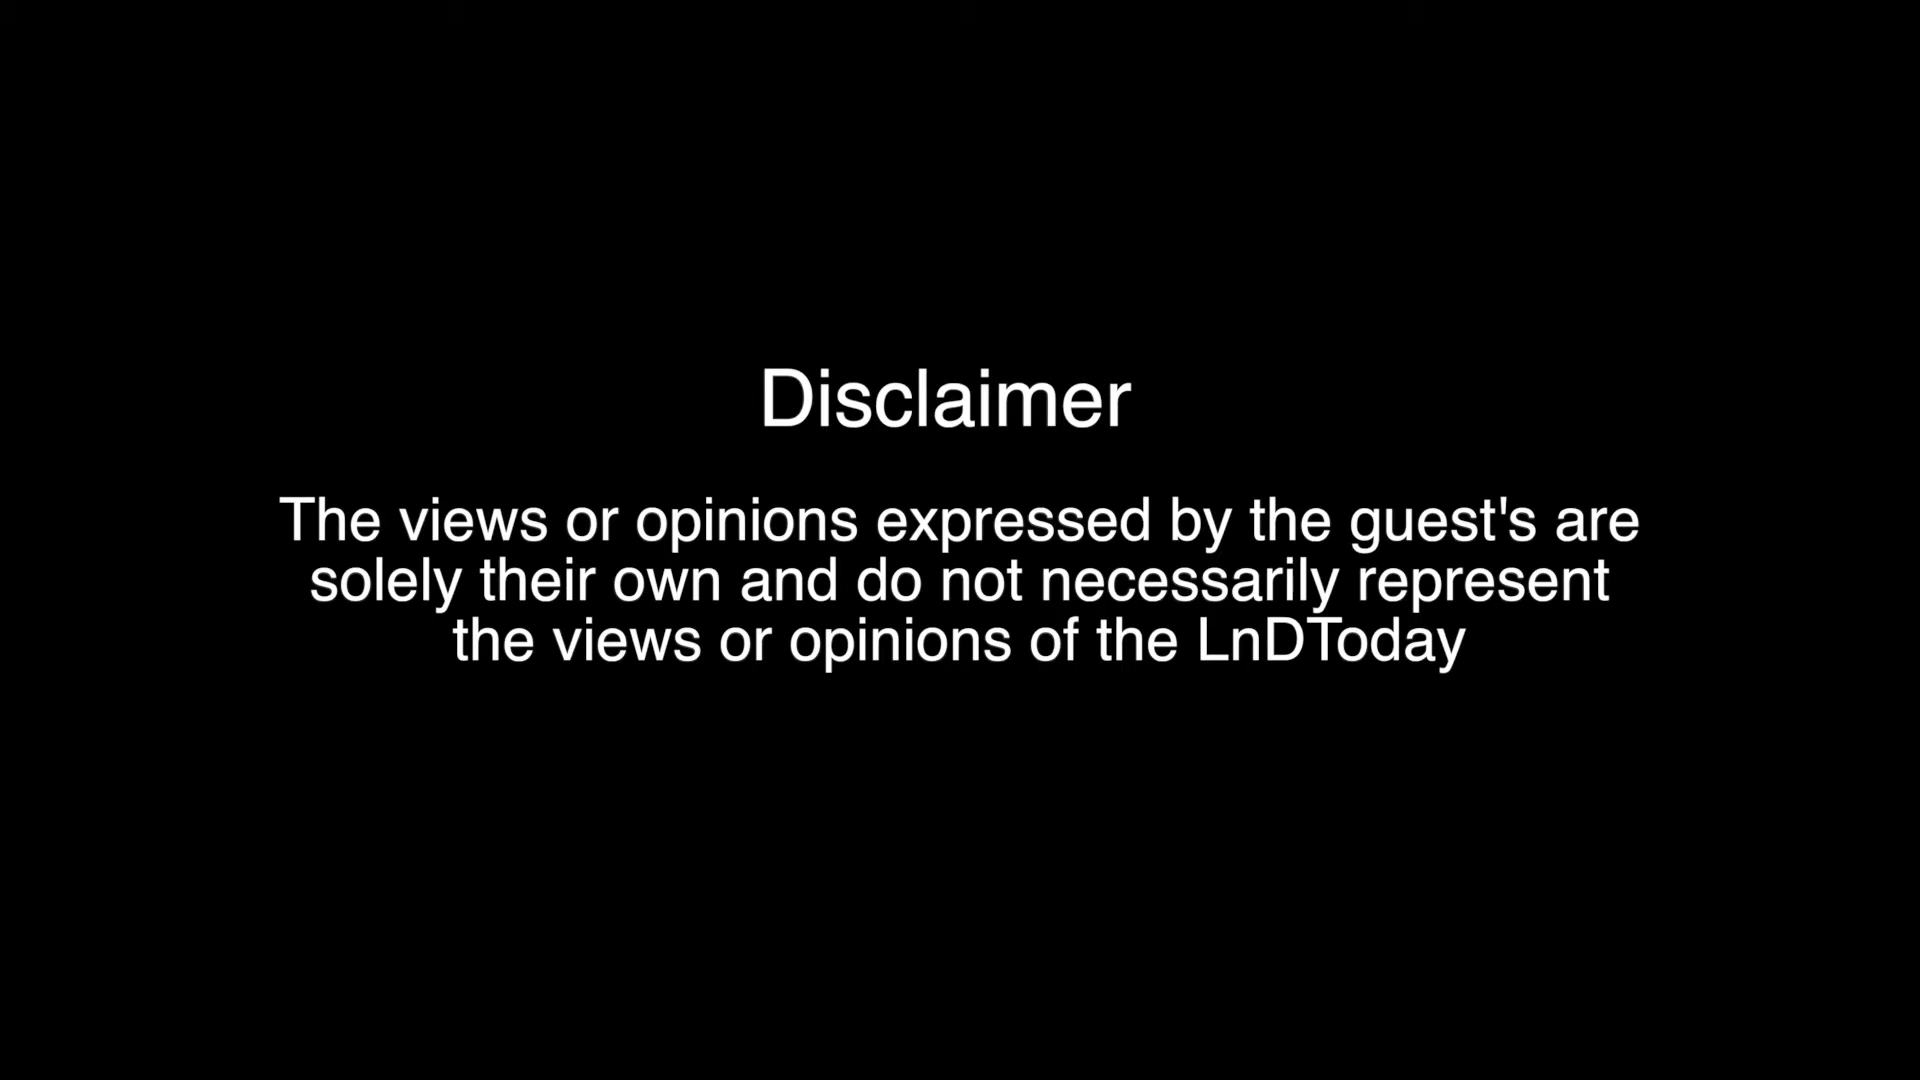 Disclaimer
The views or opinions expressed by the guest's are
solely their own and do not necessarily represent
the views or opinions of the LnDToday